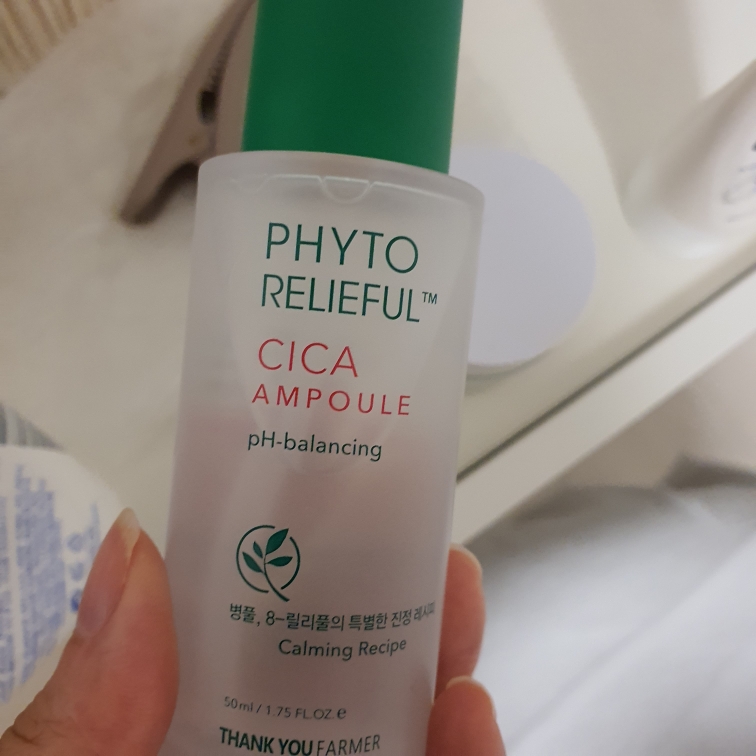 PHYTO
RELIEFUL™
CICA
AMPOULE
pH-balancing
병풀, 8-릴리풀의 특별한 진정 레시피
Calming Recipe
50ml / 1.75 FL.OZ. e
THANK YOU FARMER